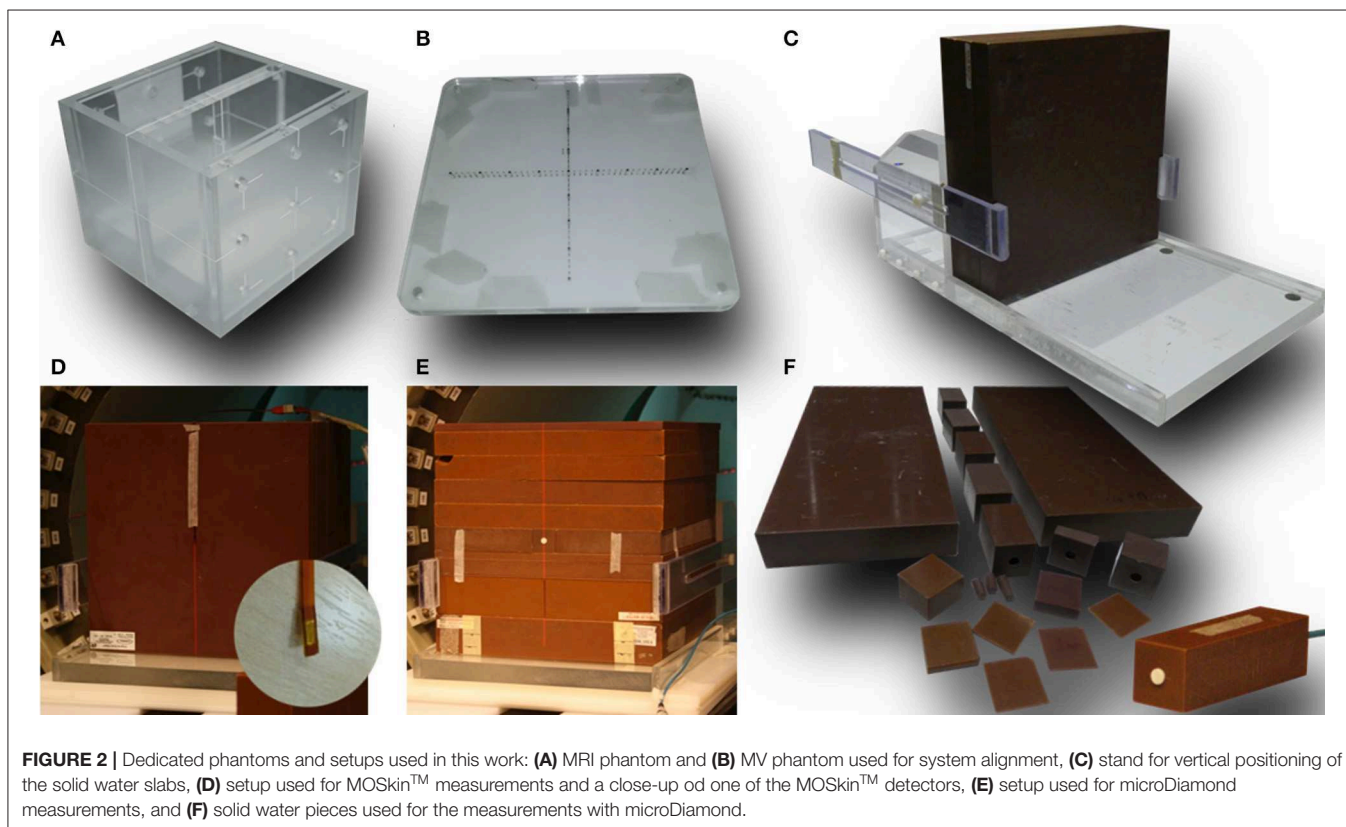 A
B
C
D
E
F
FIGURE 2 | Dedicated phantoms and setups used in this work: (A) MRI phantom and (B) MV phantom used for system alignment, (C) stand for vertical positioning of
the solid water slabs, (D) setup used for MOSkin™ measurements and a close-up od one of the MOSkin™ detectors, (E) setup used for microDiamond
measurements, and (F) solid water pieces used for the measurements with microDiamond.